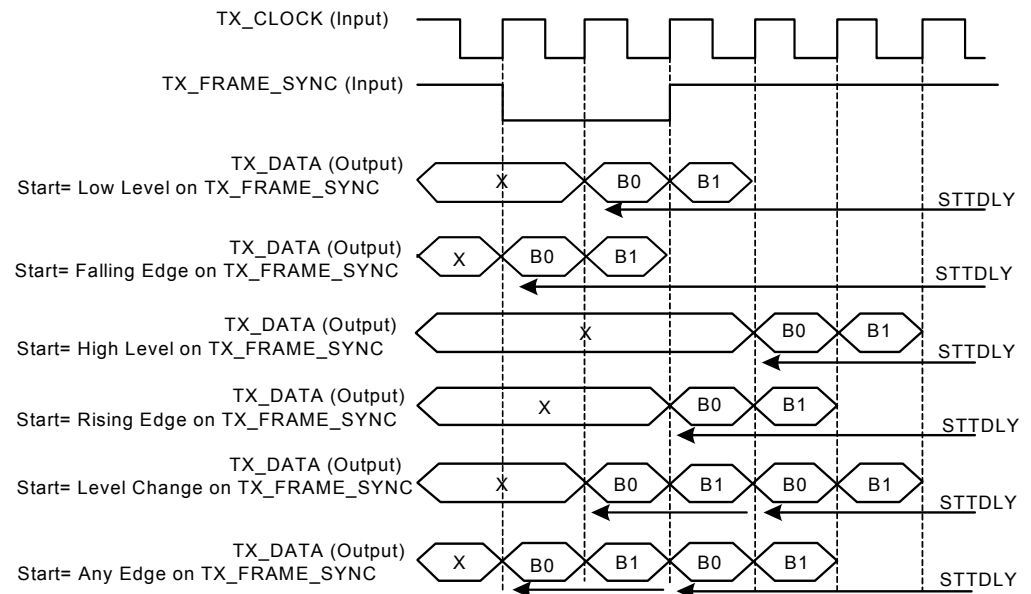 TX_CLOCK (Input)
TX_FRAME_SYNC (Input)
TX_DATA (Output)
Start= Low Level on TX_FRAME_SYNC
X B0 B1
STTDLY
TX_DATA (Output)
Start= Falling Edge on TX_FRAME_SYNC
X B0 B1
STTDLY
TX_DATA (Output)
Start= High Level on TX_FRAME_SYNC
X B0 B1
STTDLY
TX_DATA (Output)
Start= Rising Edge on TX_FRAME_SYNC
X B0 B1
STTDLY
TX_DATA (Output)
Start= Level Change on TX_FRAME_SYNC
X B0 B1 B0 B1
STTDLY
TX_DATA (Output)
Start= Any Edge on TX_FRAME_SYNC
X B0 B1 B0 B1
STTDLY